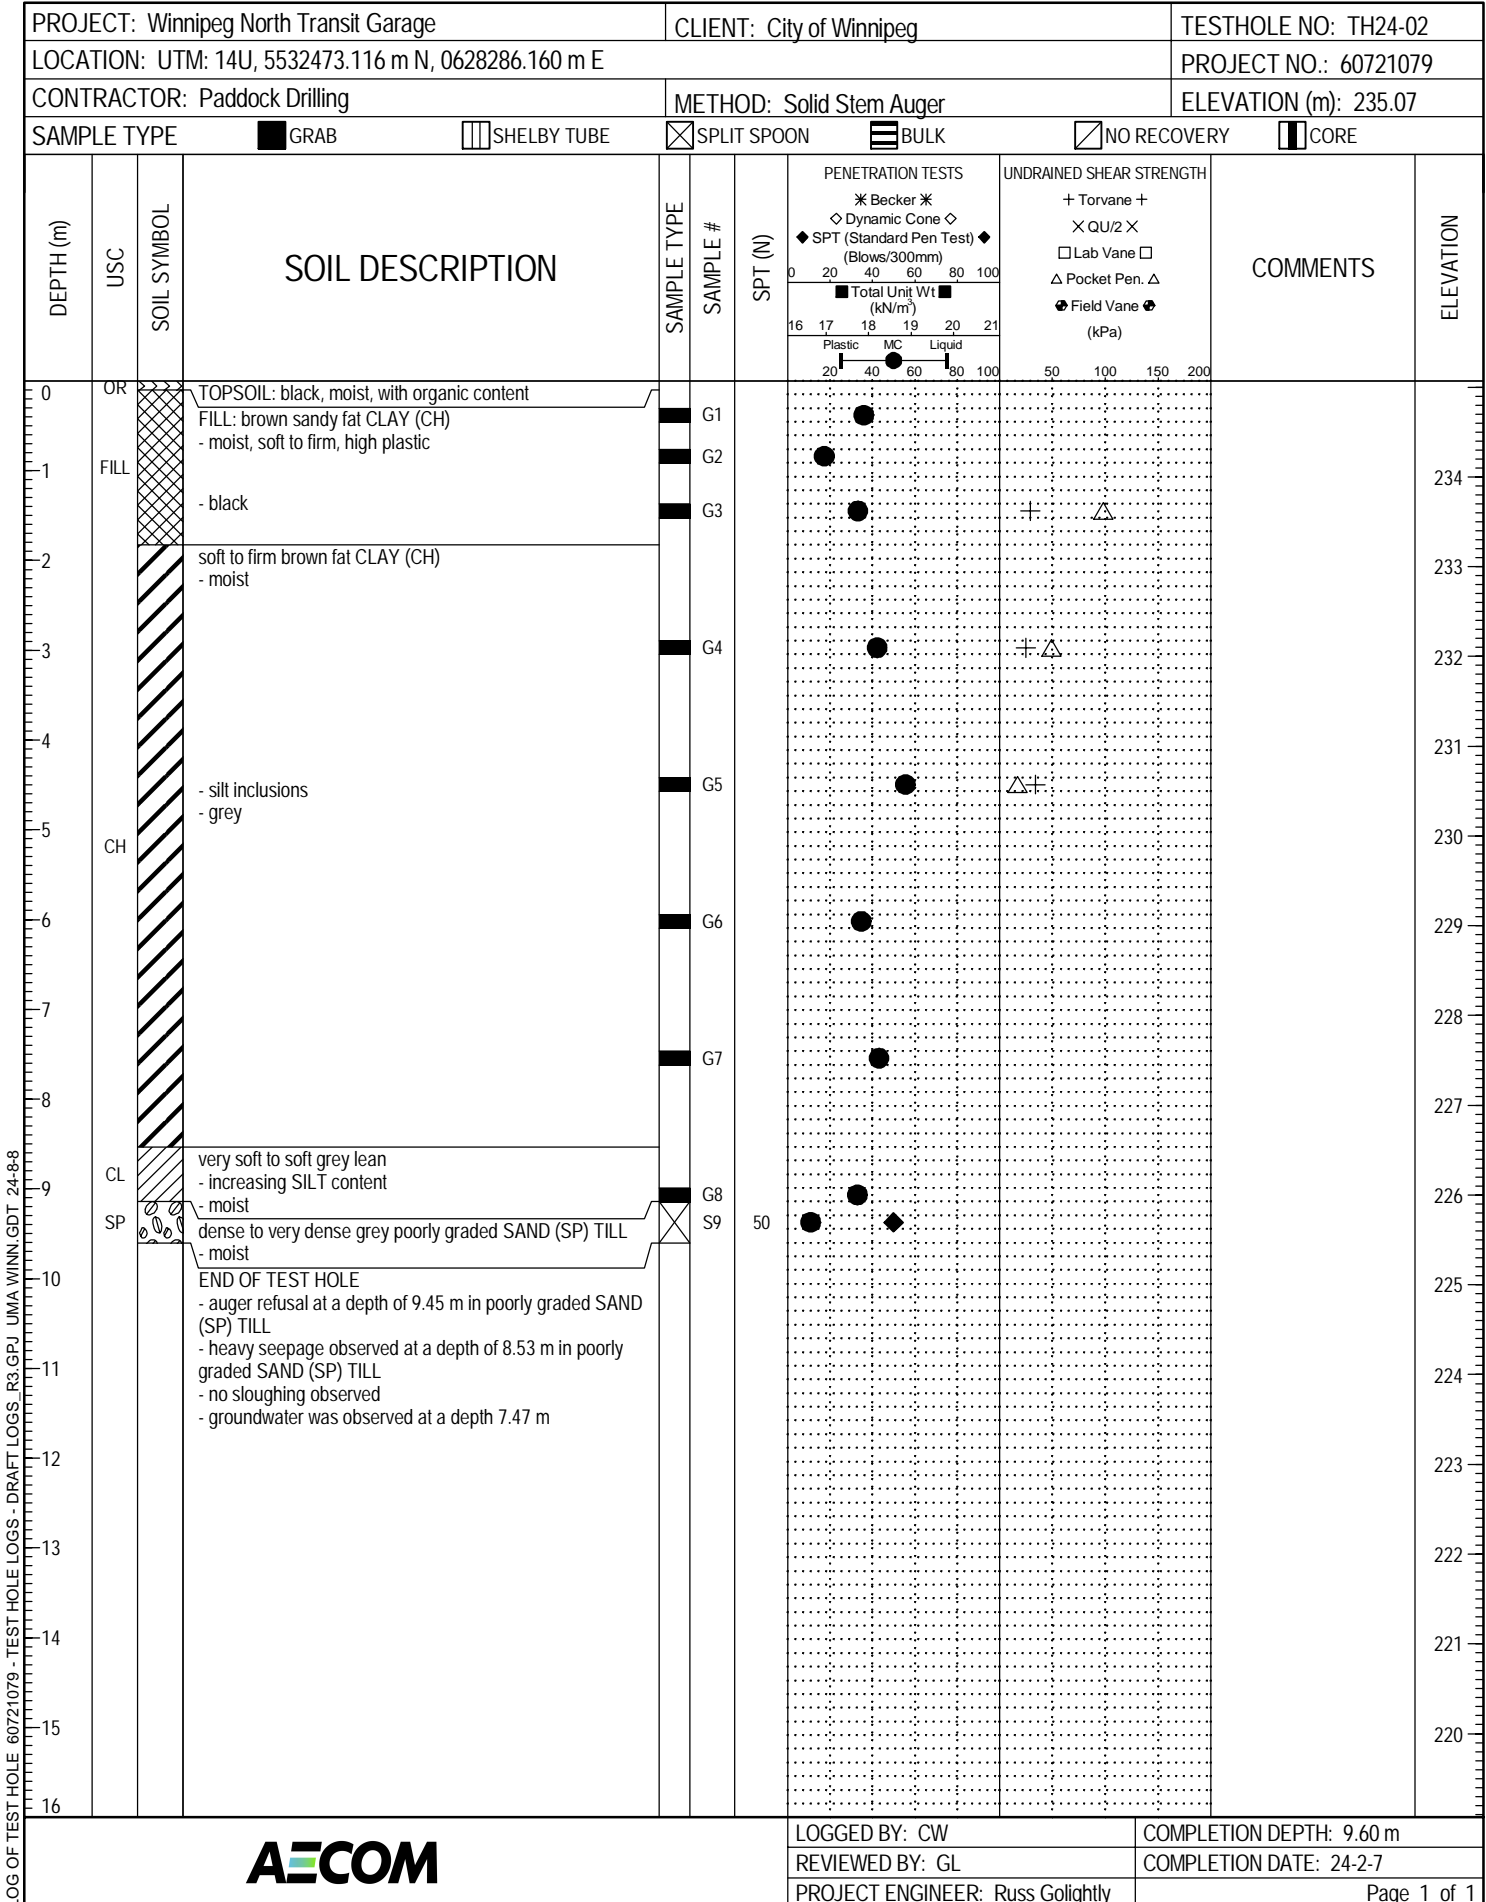 PROJECT: Winnipeg North Transit Garage
CLIENT: City of Winnipeg
TESTHOLE NO: TH24-02
LOCATION: UTM: 14U, 5532473.116 m N, 0628286.160 m E
PROJECT NO.: 60721079
CONTRACTOR: Paddock Drilling
METHOD: Solid Stem Auger
ELEVATION (m): 235.07
SAMPLE TYPE GRAB SHELBY TUBE SPLIT SPOON BULK NO RECOVERY CORE
DEPTH (m)
USC
SOIL SYMBOL
SOIL DESCRIPTION
SAMPLE TYPE
SAMPLE #
SPT (N)
PENETRATION TESTS
✳ Becker ✳
◇ Dynamic Cone ◇
◆ SPT (Standard Pen Test) ◆
(Blows/300mm)
0 20 40 60 80 100
■ Total Unit Wt ■
(kN/m³)
16 17 18 19 20 21
Plastic MC Liquid
20 40 60 80 100
UNDRAINED SHEAR STRENGTH
+ Torvane +
× QU/2 ×
□ Lab Vane □
△ Pocket Pen. △
Field Vane
(kPa)
50 100 150 200
COMMENTS
ELEVATION
0
OR
TOPSOIL: black, moist, with organic content
FILL: brown sandy fat CLAY (CH)
G1
- moist, soft to firm, high plastic
G2
1
FILL
234
- black
G3
soft to firm brown fat CLAY (CH)
2
233
- moist
3
G4
232
4
231
- silt inclusions
G5
- grey
5
230
CH
6
G6
229
7
228
G7
8
227
very soft to soft grey lean
CL
- increasing SILT content
9
G8
226
- moist
SP
S9
50
dense to very dense grey poorly graded SAND (SP) TILL
- moist
10
END OF TEST HOLE
225
- auger refusal at a depth of 9.45 m in poorly graded SAND
(SP) TILL
- heavy seepage observed at a depth of 8.53 m in poorly
11
graded SAND (SP) TILL
224
- no sloughing observed
- groundwater was observed at a depth 7.47 m
12
223
13
222
14
221
15
220
16
LOG OF TEST HOLE 60721079 - TEST HOLE LOGS - DRAFT LOGS_R3.GPJ UMA WINN.GDT 24-8-8
AECOM
LOGGED BY: CW
COMPLETION DEPTH: 9.60 m
REVIEWED BY: GL
COMPLETION DATE: 24-2-7
PROJECT ENGINEER: Russ Golightly
Page 1 of 1